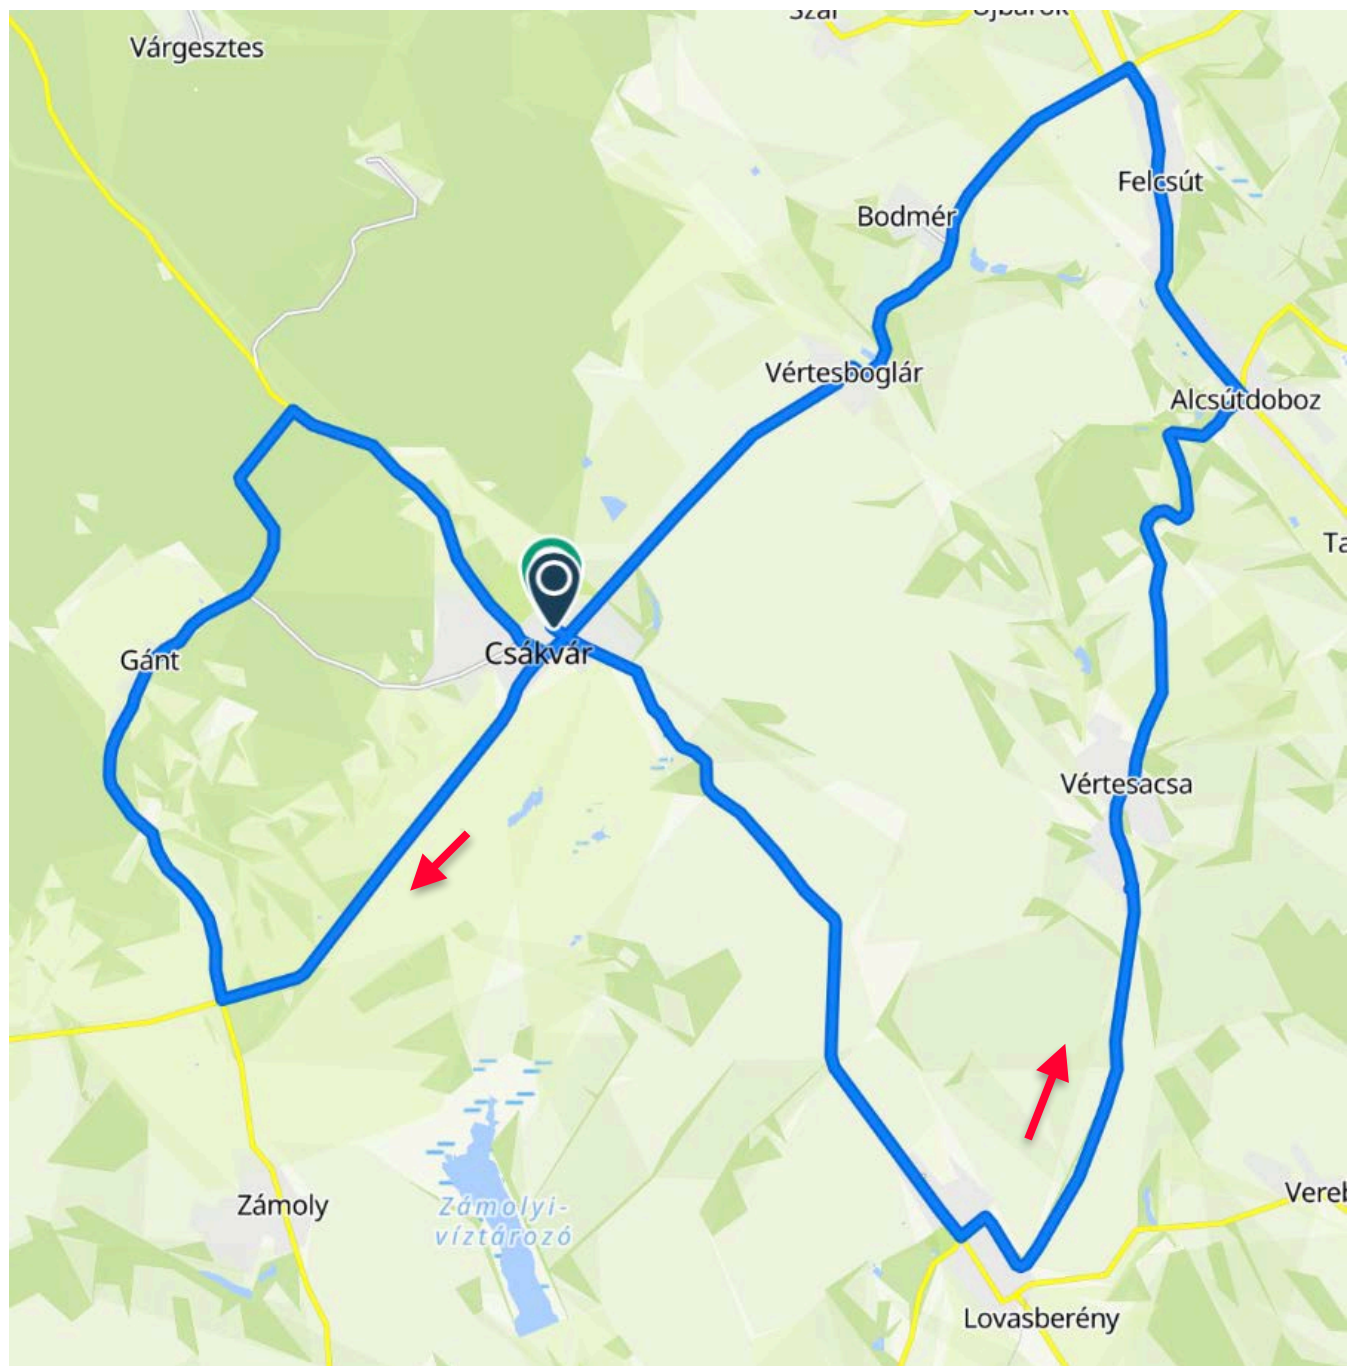 Várgesztes
Felcsút
Bodmér
Vértesboglár
Alcsútdoboz
Csákvár
Gánt
Vértesacsa
Zámoly
Zámolyi-
víztározó
Lovasberény